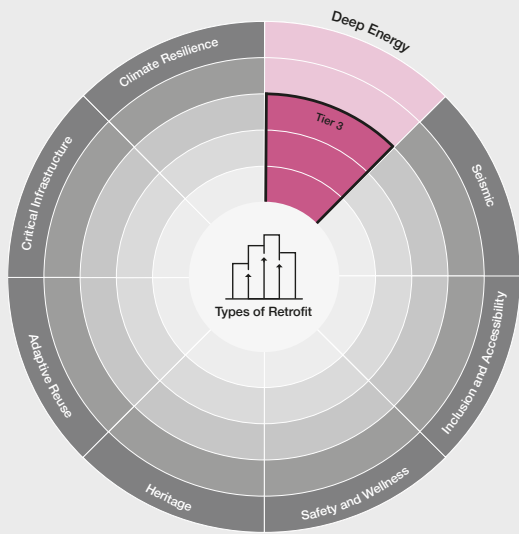 Deep Energy
Tier 3
Seismic
Inclusion and Accessibility
Safety and Wellness
Heritage
Adaptive Reuse
Critical Infrastructure
Climate Resilience
Types of Retrofit